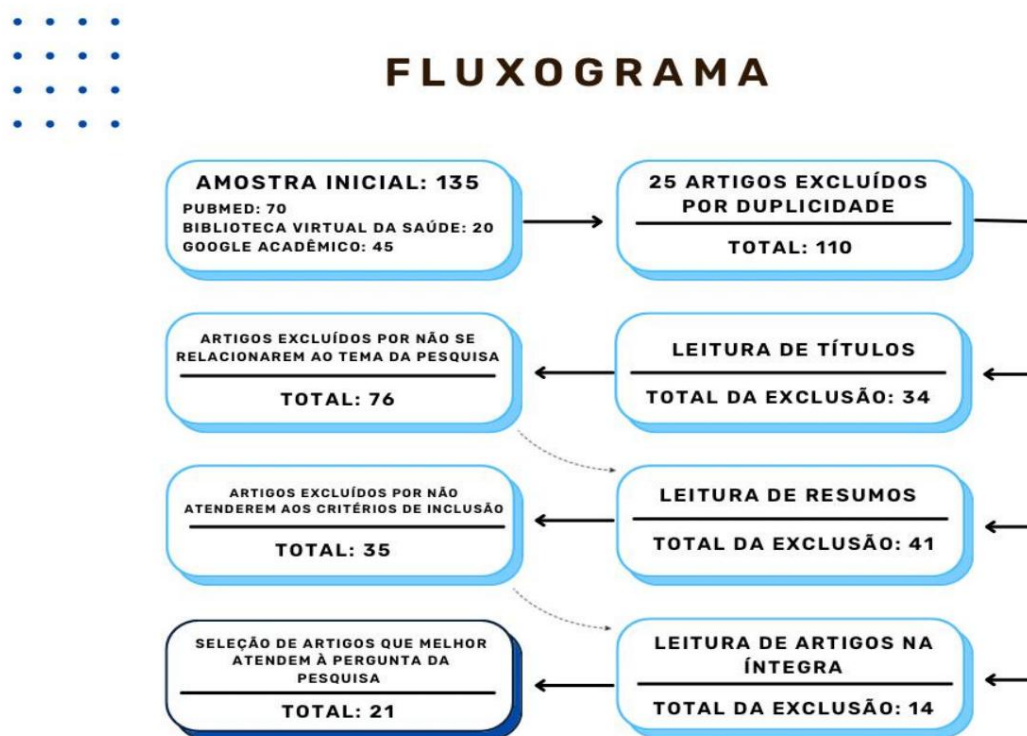 FLUXOGRAMA
AMOSTRA INICIAL: 135
PUBMED: 70
BIBLIOTECA VIRTUAL DA SAÚDE: 20
GOOGLE ACADÊMICO: 45
25 ARTIGOS EXCLUÍDOS
POR DUPLICIDADE
TOTAL: 110
LEITURA DE TÍTULOS
TOTAL DA EXCLUSÃO: 34
ARTIGOS EXCLUÍDOS POR NÃO SE
RELACIONAREM AO TEMA DA PESQUISA
TOTAL: 76
LEITURA DE RESUMOS
TOTAL DA EXCLUSÃO: 41
ARTIGOS EXCLUÍDOS POR NÃO
ATENDEREM AOS CRITÉRIOS DE INCLUSÃO
TOTAL: 35
LEITURA DE ARTIGOS NA
ÍNTEGRA
TOTAL DA EXCLUSÃO: 14
SELEÇÃO DE ARTIGOS QUE MELHOR
ATENDEM À PERGUNTA DA
PESQUISA
TOTAL: 21